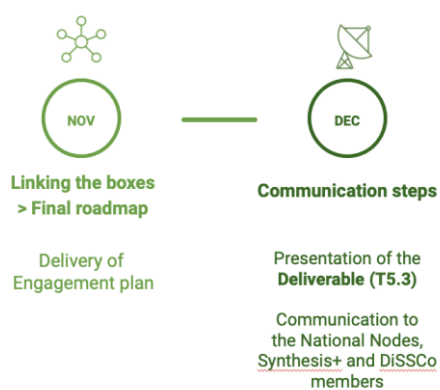 NOV
Linking the boxes
> Final roadmap
Delivery of
Engagement plan
DEC
Communication steps
Presentation of the
Deliverable (T5.3)
Communication to
the National Nodes,
Synthesis+ and DiSSCo
members